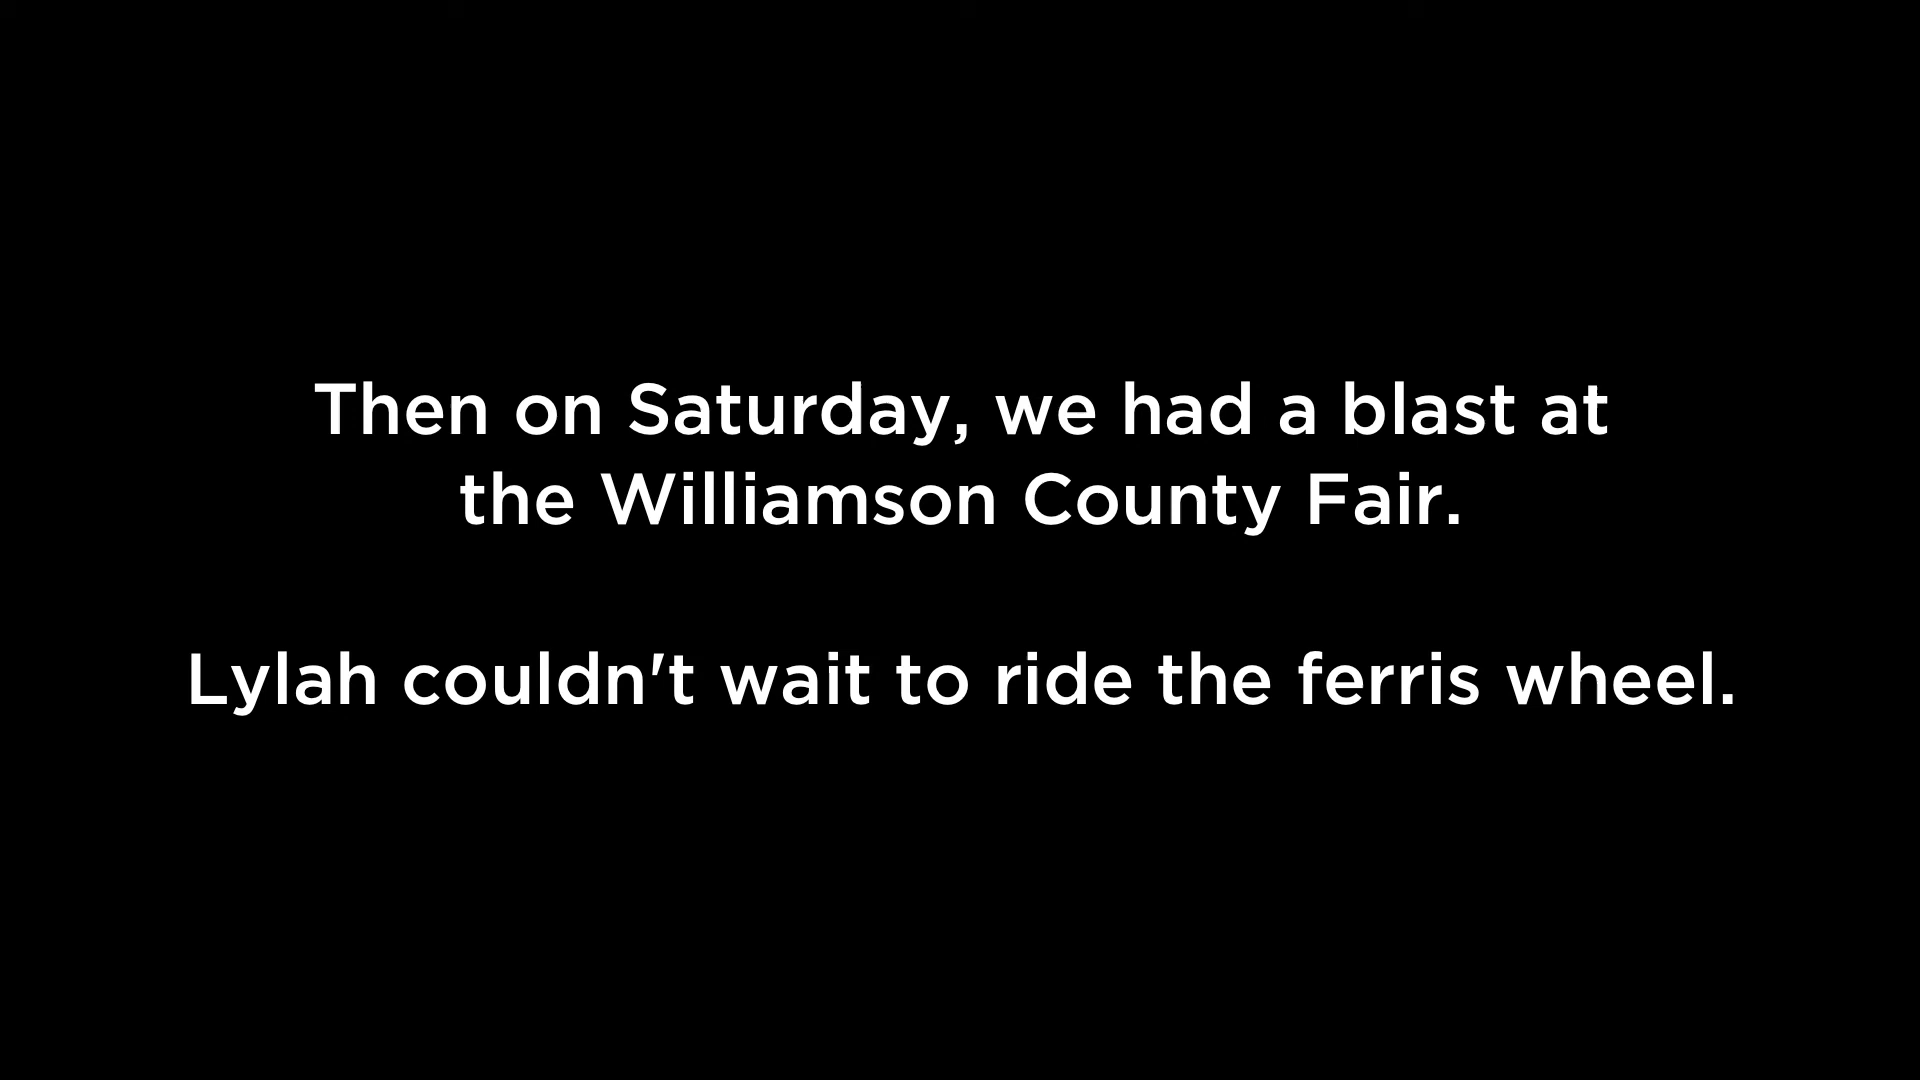 Then on Saturday, we had a blast at
the Williamson County Fair.
Lylah couldn't wait to ride the ferris wheel.